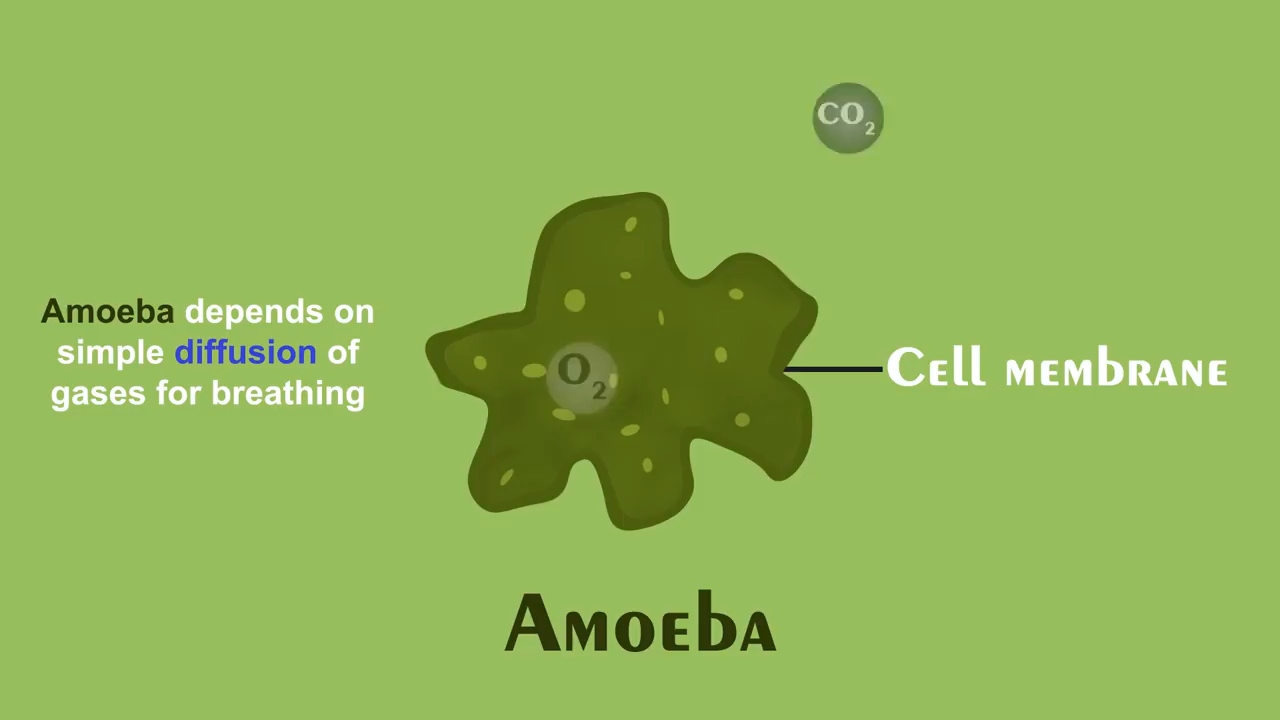 CO₂
Amoeba depends on
simple diffusion of
gases for breathing
O₂
Cell membrane
Amoeba